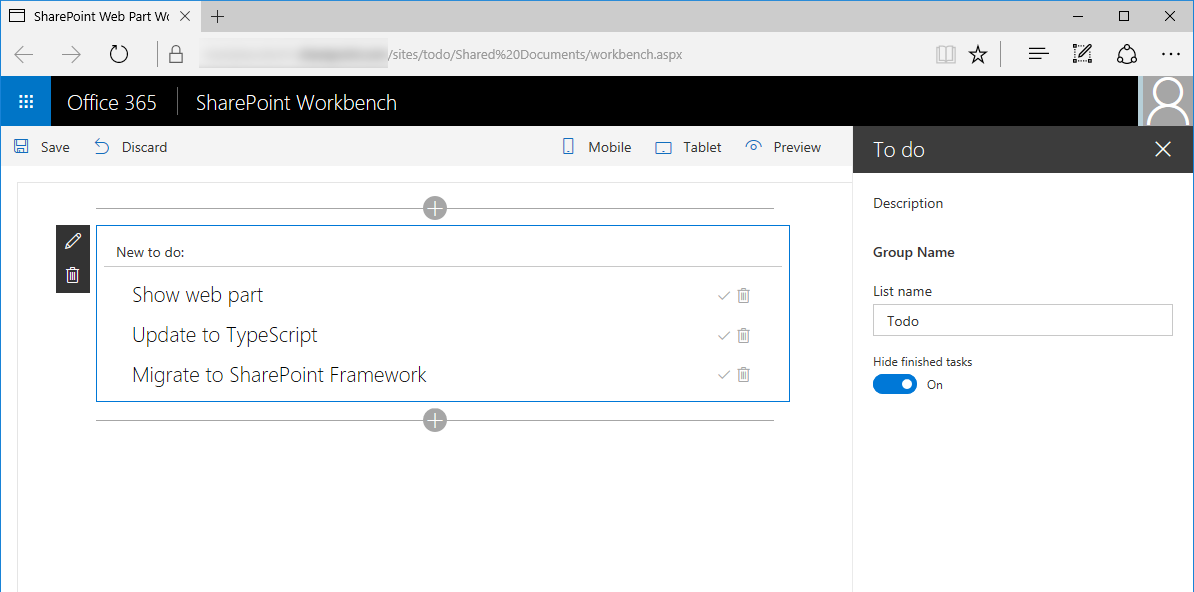 SharePoint Web Part Wo
/sites/todo/Shared%20Documents/workbench.aspx
Office 365
SharePoint Workbench
Save
Discard
Mobile
Tablet
Preview
New to do:
Show web part
Update to TypeScript
Migrate to SharePoint Framework
To do
Description
Group Name
List name
Todo
Hide finished tasks
On